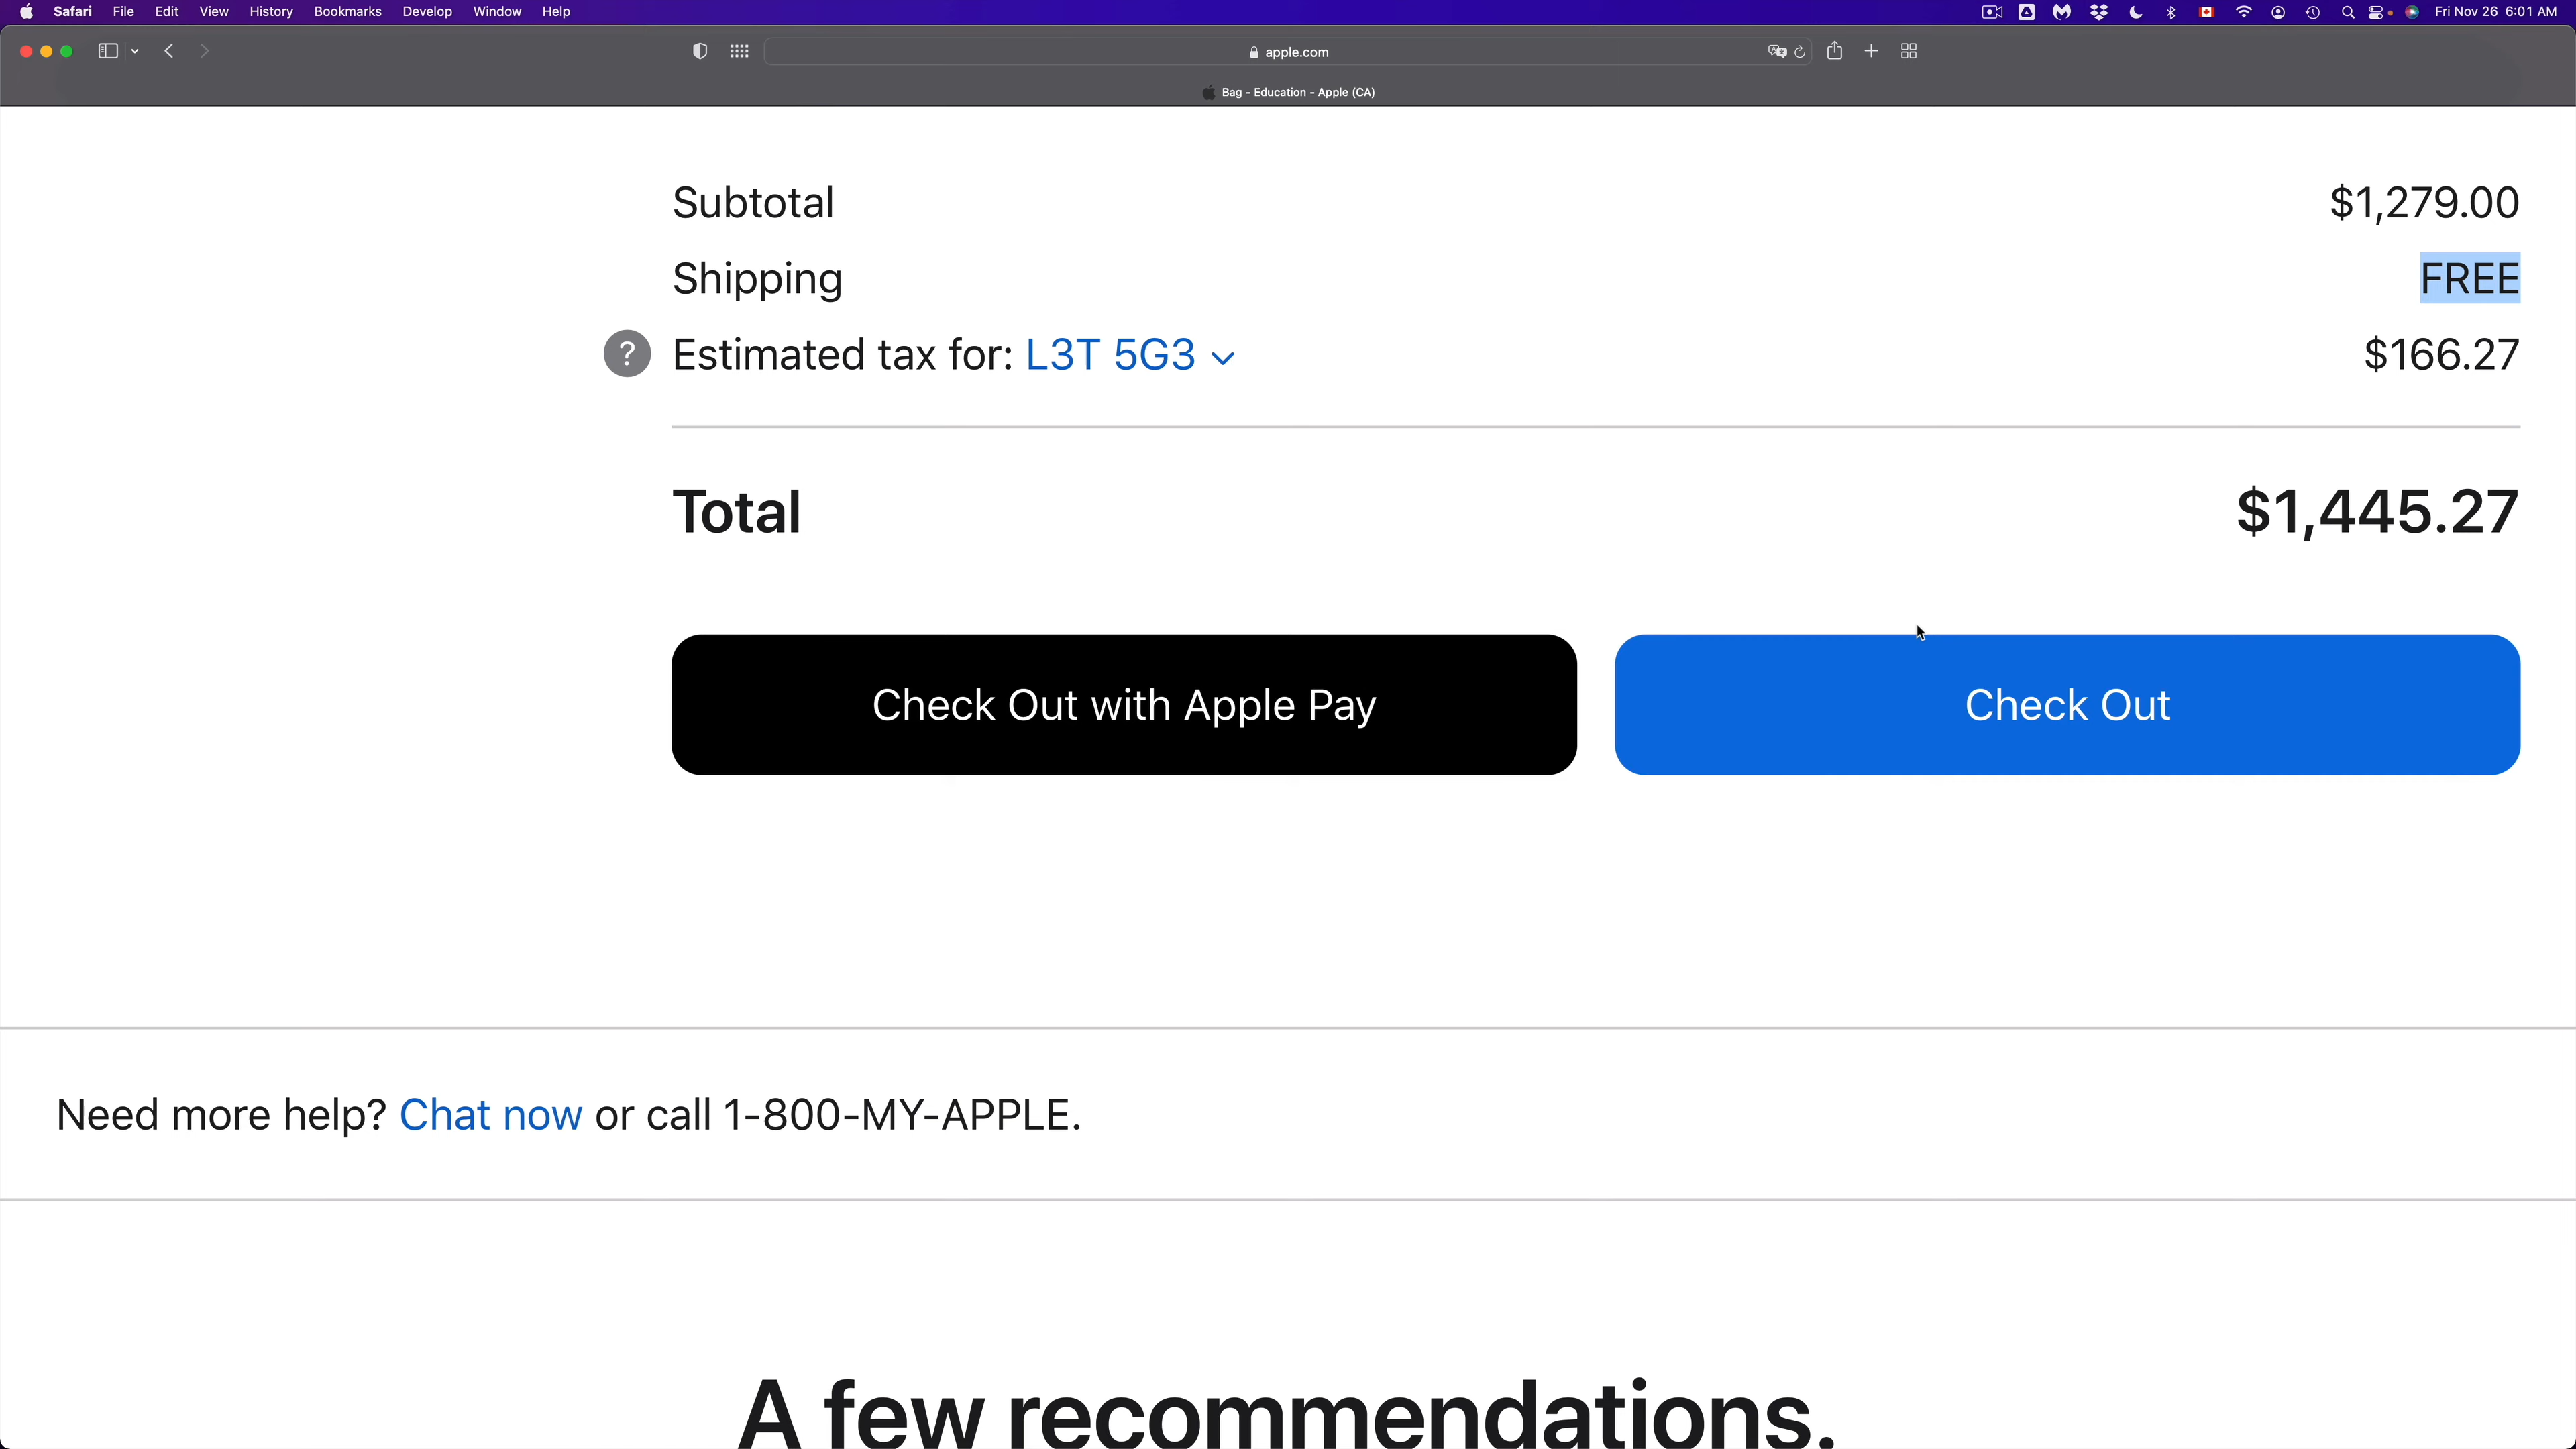 Safari File Edit View History Bookmarks Develop Window Help Fri Nov 26 6:01 AM
apple.com
Bag - Education - Apple (CA)
Subtotal $1,279.00
Shipping FREE
? Estimated tax for: L3T 5G3 $166.27
Total $1,445.27
Check Out with Apple Pay Check Out
Need more help? Chat now or call 1-800-MY-APPLE.
A few recommendations.